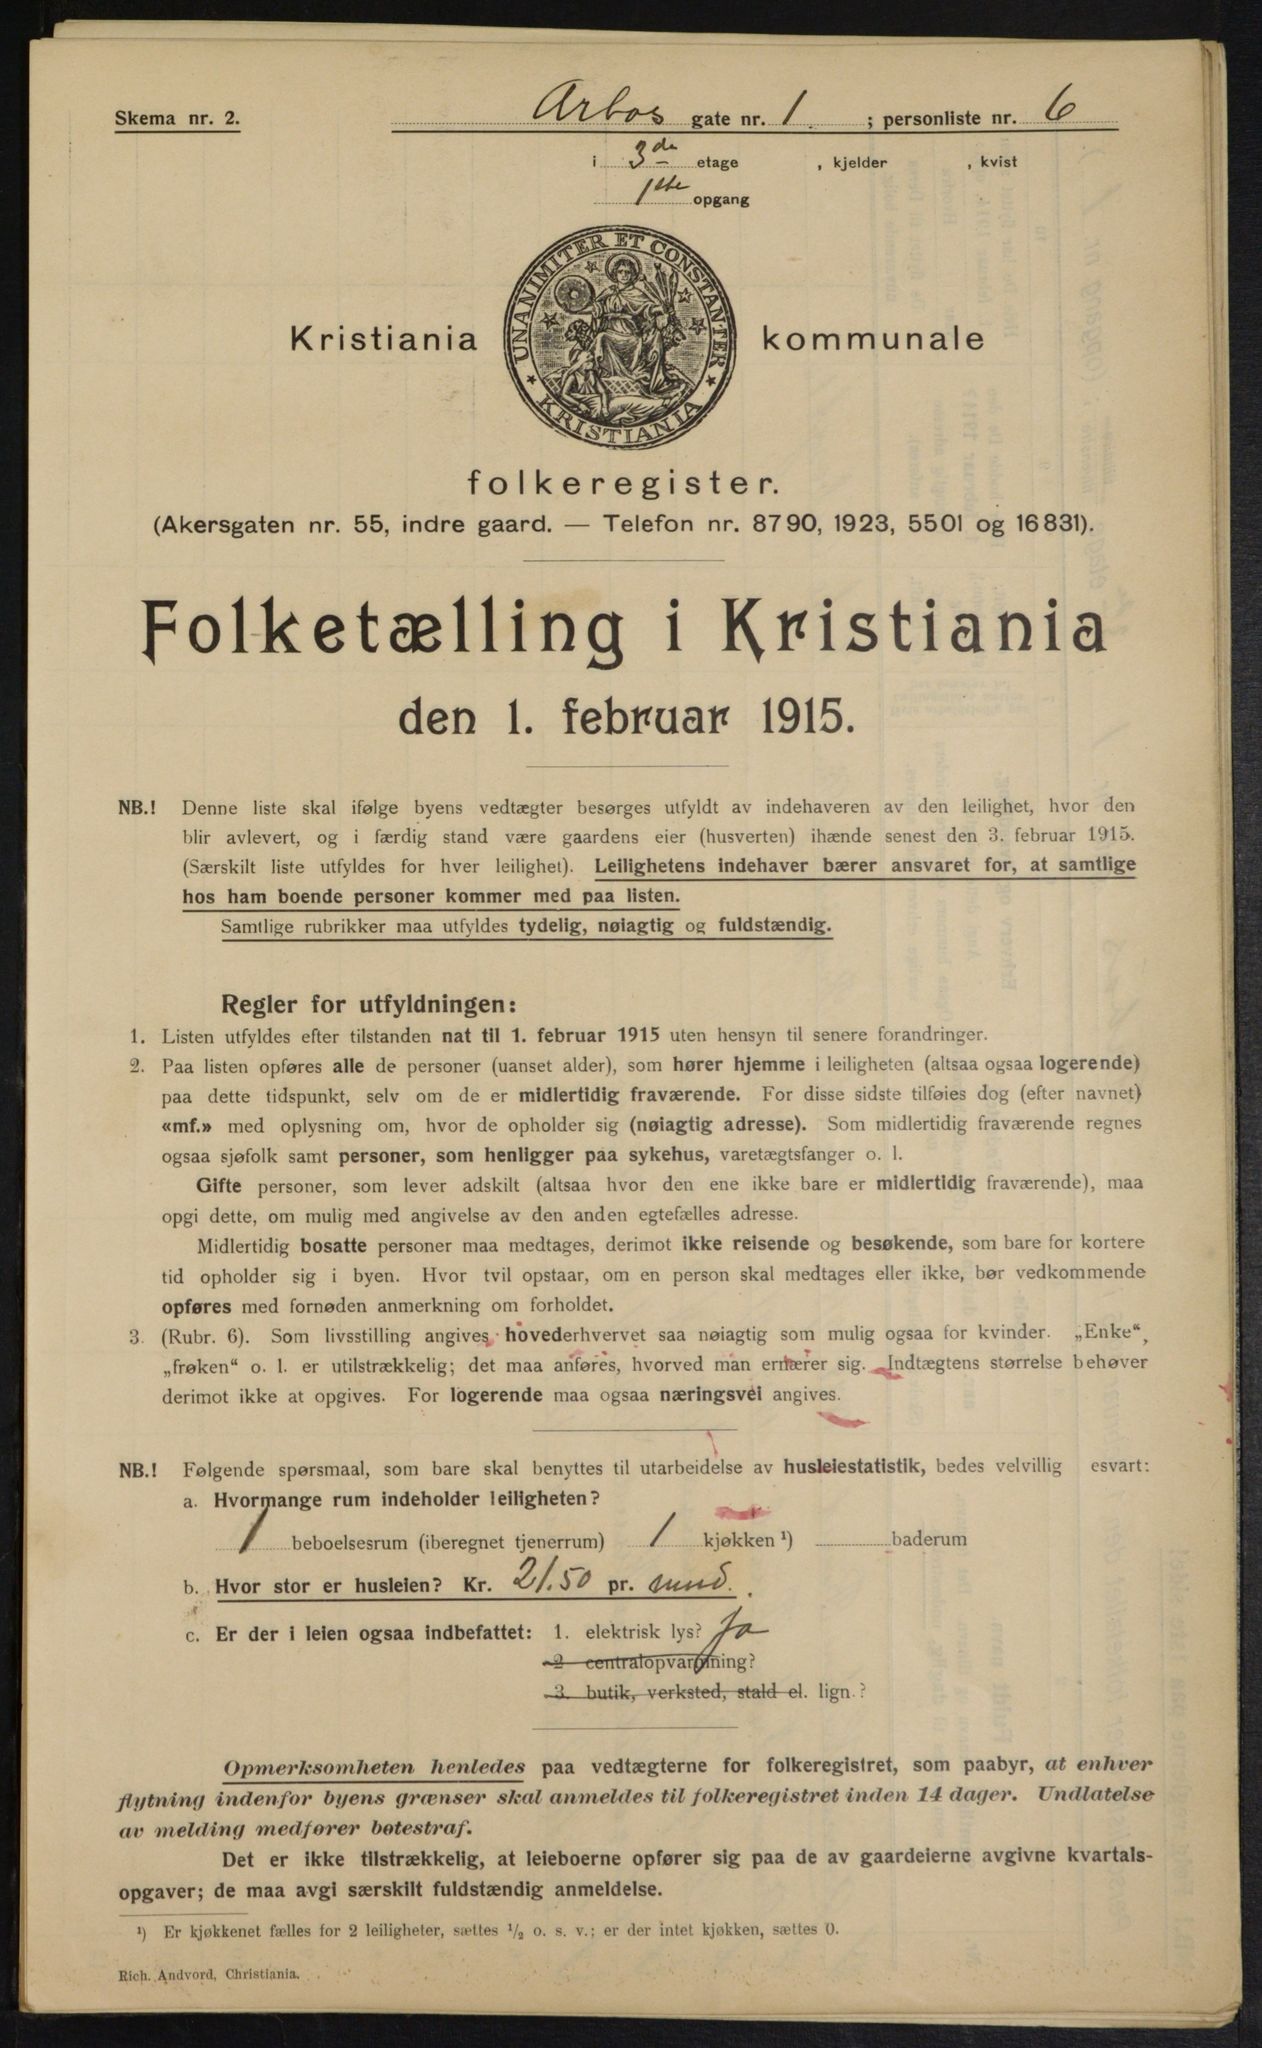 Skema nr. 2.
Arbos gate nr. 1. ; personliste nr. 6
i 3de etage , kjelder , kvist
1ste opgang
UNANIMITER ET CONSTANTER
KRISTIANIA
Kristiania kommunale
folkeregister.
(Akersgaten nr. 55, indre gaard. — Telefon nr. 8790, 1923, 5501 og 16831).
Folketælling i Kristiania
den 1. februar 1915.
NB.! Denne liste skal ifølge byens vedtægter besørges utfyldt av indehaveren av den leilighet, hvor den
blir avlevert, og i færdig stand være gaardens eier (husverten) ihænde senest den 3. februar 1915.
(Særskilt liste utfyldes for hver leilighet). Leilighetens indehaver bærer ansvaret for, at samtlige
hos ham boende personer kommer med paa listen.
Samtlige rubrikker maa utfyldes tydelig, nøiagtig og fuldstændig.
Regler for utfyldningen:
1. Listen utfyldes efter tilstanden nat til 1. februar 1915 uten hensyn til senere forandringer.
2. Paa listen opføres alle de personer (uanset alder), som hører hjemme i leiligheten (altsaa ogsaa logerende)
paa dette tidspunkt, selv om de er midlertidig fraværende. For disse sidste tilføies dog (efter navnet)
«mf.» med oplysning om, hvor de opholder sig (nøiagtig adresse). Som midlertidig fraværende regnes
ogsaa sjøfolk samt personer, som henligger paa sykehus, varetægtsfanger o. l.
Gifte personer, som lever adskilt (altsaa hvor den ene ikke bare er midlertidig fraværende), maa
opgi dette, om mulig med angivelse av den anden egtefælles adresse.
Midlertidig bosatte personer maa medtages, derimot ikke reisende og besøkende, som bare for kortere
tid opholder sig i byen. Hvor tvil opstaar, om en person skal medtages eller ikke, bør vedkommende
opføres med fornøden anmerkning om forholdet.
3. (Rubr. 6). Som livsstilling angives hovederhvervet saa nøiagtig som mulig ogsaa for kvinder. „Enke“,
„frøken“ o. l. er utilstrækkelig; det maa anføres, hvorved man ernærer sig. Indtægtens størrelse behøver
derimot ikke at opgives. For logerende maa ogsaa næringsvei angives.
NB.! Følgende spørsmaal, som bare skal benyttes til utarbeidelse av husleiestatistik, bedes velvillig esvart:
a. Hvormange rum indeholder leiligheten?
1 beboelsesrum (iberegnet tjenerrum) 1 kjøkken ¹) baderum
b. Hvor stor er husleien? Kr. 21.50 pr. mnd.
c. Er der i leien ogsaa indbefattet: 1. elektrisk lys? Ja
2 centralopvarmning?
3. butik, verksted, stald el. lign.?
Opmerksomheten henledes paa vedtægterne for folkeregistret, som paabyr, at enhver
flytning indenfor byens grænser skal anmeldes til folkeregistret inden 14 dager. Undlatelse
av melding medfører bøtestraf.
Det er ikke tilstrækkelig, at leieboerne opfører sig paa de av gaardeierne avgivne kvartals-
opgaver; de maa avgi særskilt fuldstændig anmeldelse.
¹) Er kjøkkenet fælles for 2 leiligheter, sættes ¹/₂ o. s. v.; er der intet kjøkken, sættes 0.
Rich. Andvord, Christiania.